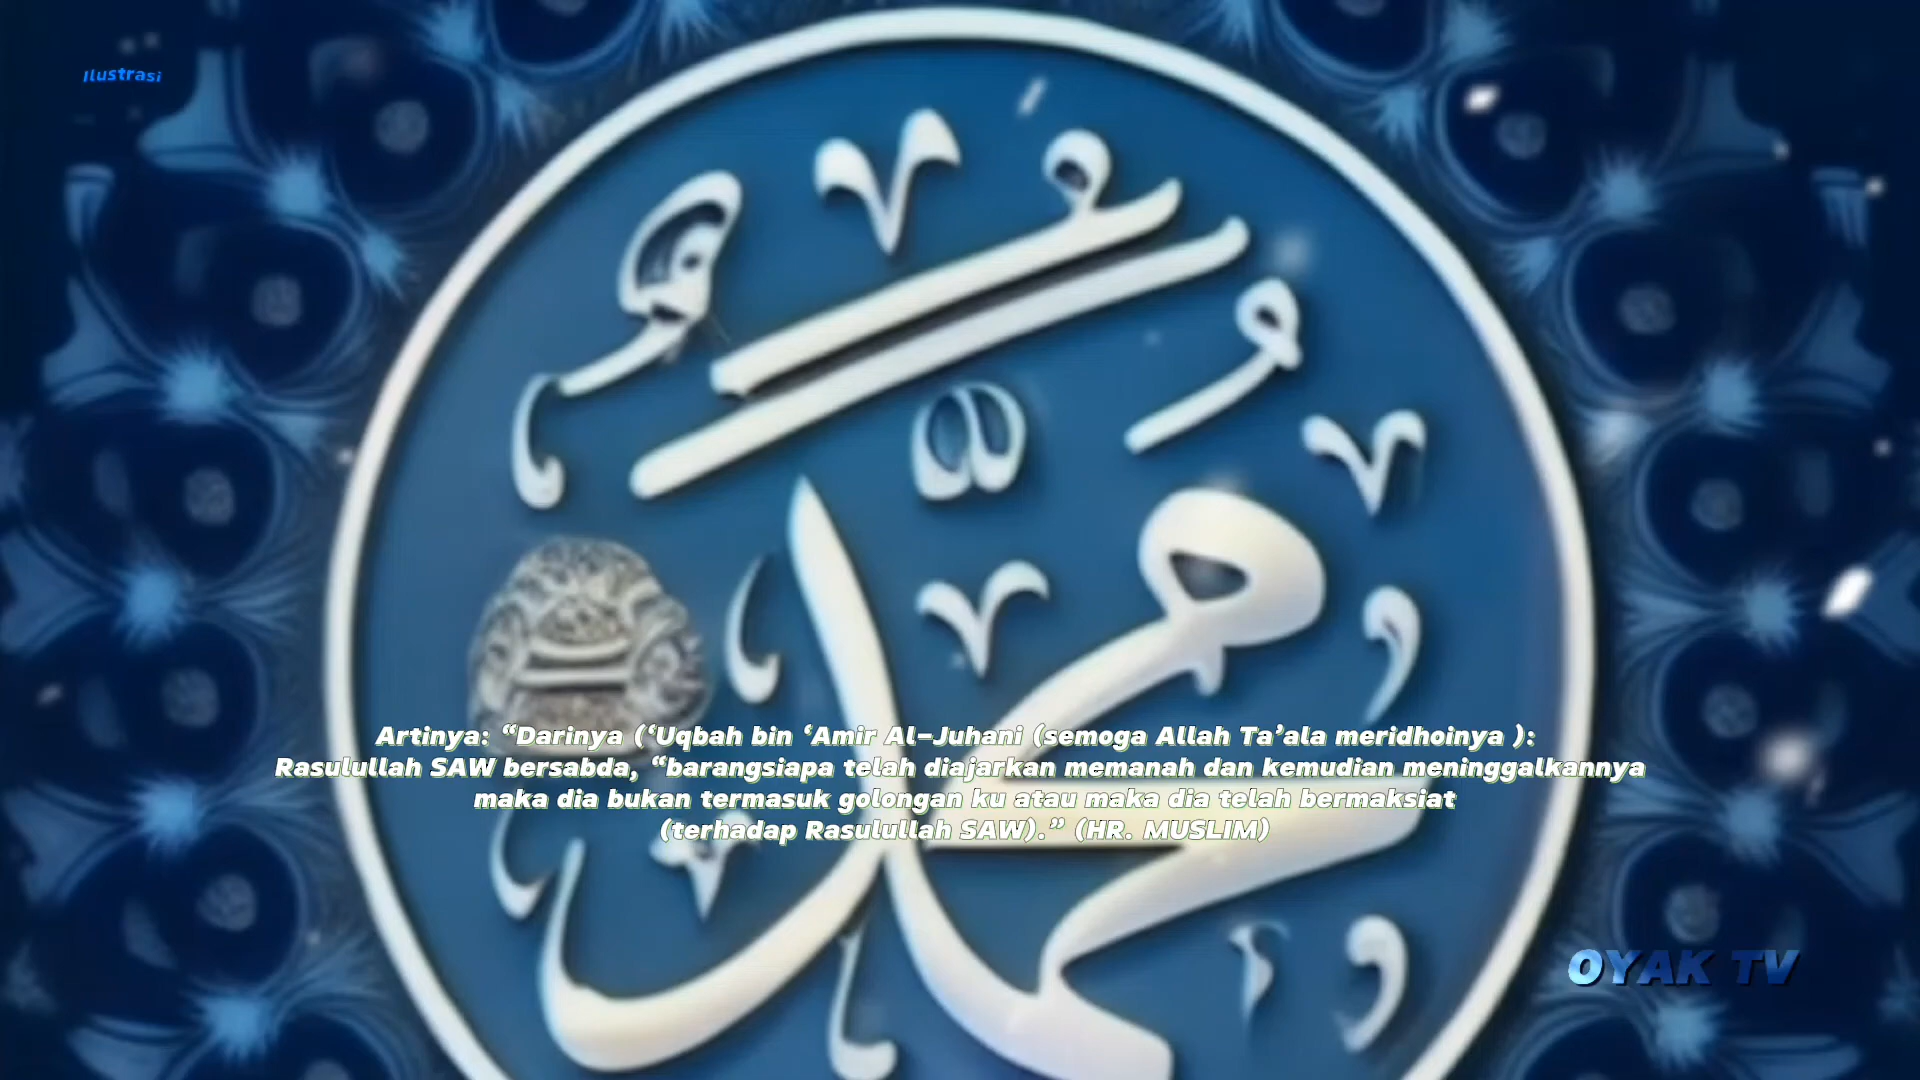 Ilustrasi
محمد
Artinya: “Darinya (‘Uqbah bin ‘Amir Al-Juhani (semoga Allah Ta’ala meridhoinya ):
Rasulullah SAW bersabda, “barangsiapa telah diajarkan memanah dan kemudian meninggalkannya
maka dia bukan termasuk golongan ku atau maka dia telah bermaksiat
(terhadap Rasulullah SAW).” (HR. MUSLIM)
OYAK TV